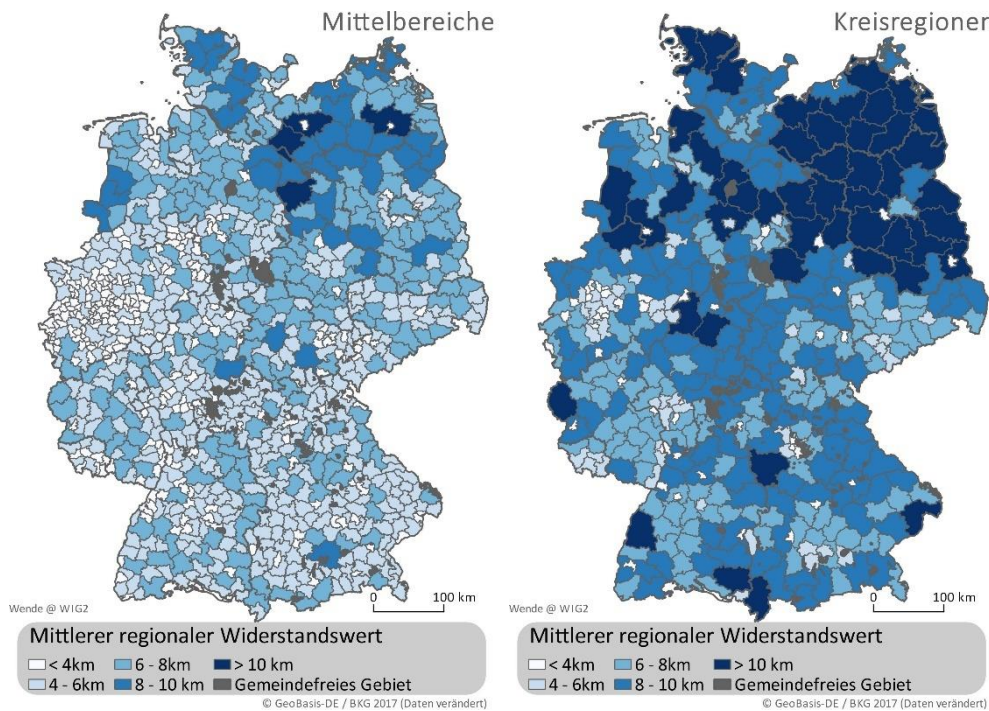 Mittelbereiche
0 100 km
Wende @ WIG2
Mittlerer regionaler Widerstandswert
< 4km 6 - 8km > 10 km
4 - 6km 8 - 10 km Gemeindefreies Gebiet
© GeoBasis-DE / BKG 2017 (Daten verändert)
Kreisregioner
0 100 km
Wende @ WIG2
Mittlerer regionaler Widerstandswert
< 4km 6 - 8km > 10 km
4 - 6km 8 - 10 km Gemeindefreies Gebiet
© GeoBasis-DE / BKG 2017 (Daten verändert)